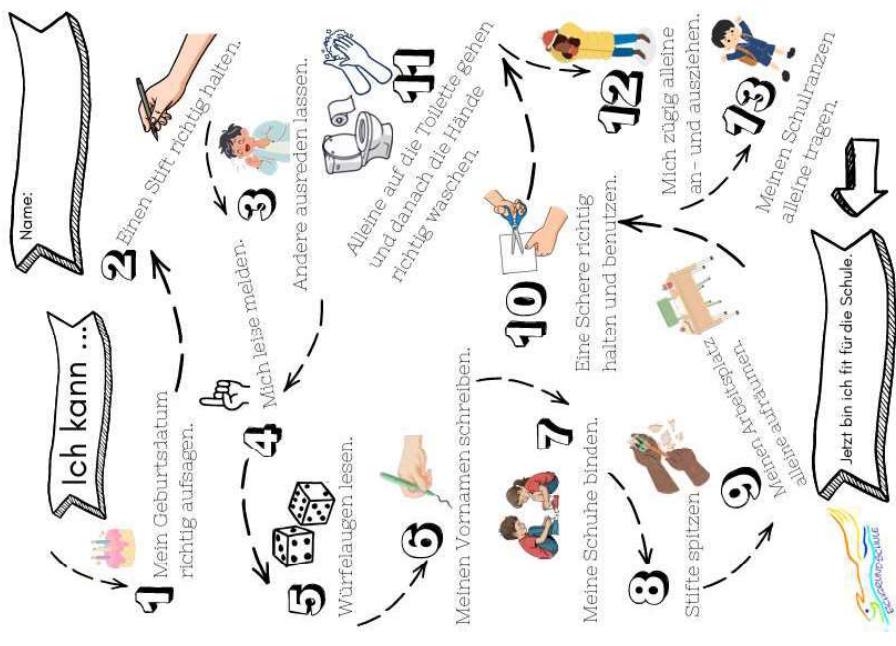 Name:
Ich kann ...
1
Mein Geburtsdatum
richtig aufsagen.
2
Einen Stift richtig halten.
3
Andere ausreden lassen.
4
Mich leise melden.
5
Würfelaugen lesen.
6
Meinen Vornamen schreiben.
7
Meine Schuhe binden.
8
Stifte spitzen
9
Meinen Arbeitsplatz
alleine aufräumen.
10
Eine Schere richtig
halten und benutzen.
11
Alleine auf die Toilette gehen
und danach die Hände
richtig waschen.
12
Mich zügig alleine
an- und ausziehen.
13
Meinen Schulranzen
alleine tragen.
Jetzt bin ich fit für die Schule.